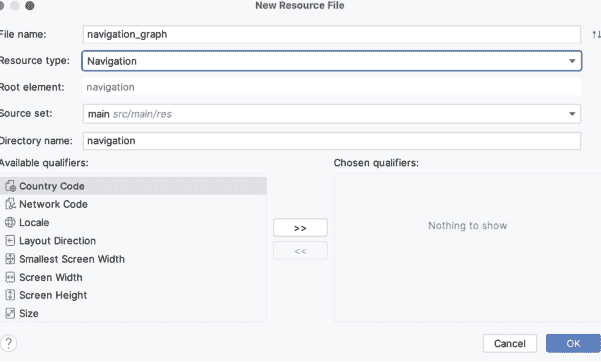 New Resource File
File name: navigation_graph
Resource type: Navigation
Root element: navigation
Source set: main src/main/res
Directory name: navigation
Available qualifiers: Chosen qualifiers:
Country Code
Network Code
Locale
Layout Direction
Smallest Screen Width
Screen Width
Screen Height
Size
>>
<<
Nothing to show
?
Cancel OK